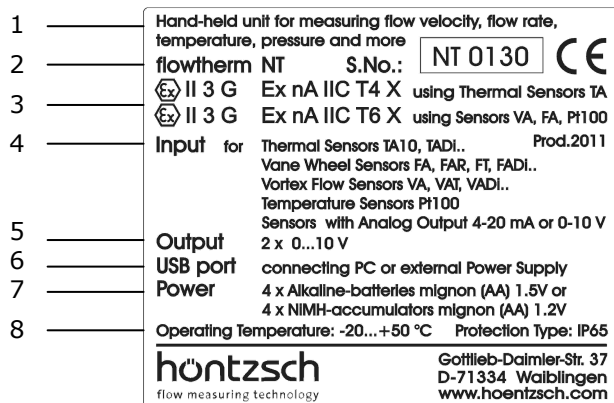 1 Hand-held unit for measuring flow velocity, flow rate,
temperature, pressure and more
2 flowtherm NT S.No.: NT 0130 CE
Ex II 3 G Ex nA IIC T4 X using Thermal Sensors TA
3
Ex II 3 G Ex nA IIC T6 X using Sensors VA, FA, Pt100
Prod.2011
4 Input for Thermal Sensors TA10, TADi..
Vane Wheel Sensors FA, FAR, FT, FADi..
Vortex Flow Sensors VA, VAT, VADi..
Temperature Sensors Pt100
Sensors with Analog Output 4-20 mA or 0-10 V
5 Output 2 x 0...10 V
6 USB port connecting PC or external Power Supply
7 Power 4 x Alkaline-batteries mignon (AA) 1.5V or
4 x NiMH-accumulators mignon (AA) 1.2V
8 Operating Temperature: -20...+50 °C Protection Type: IP65
höntzsch
flow measuring technology
Gottlieb-Daimler-Str. 37
D-71334 Waiblingen
www.hoentzsch.com